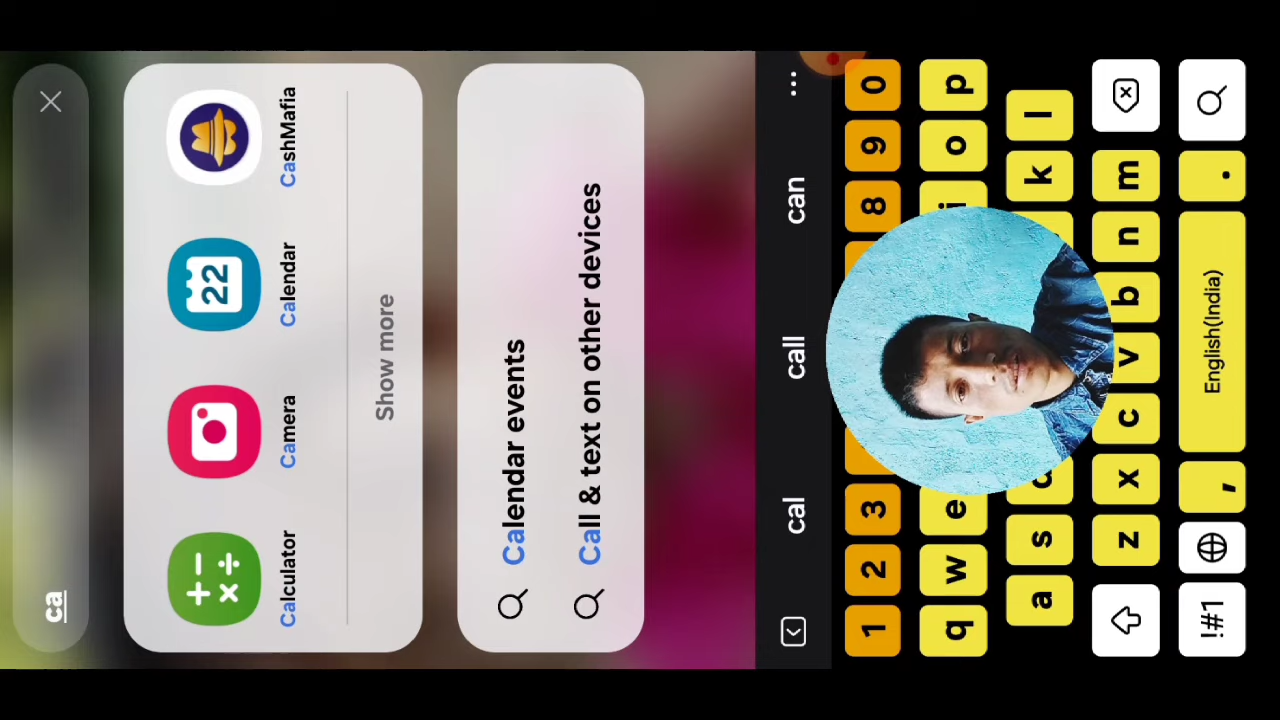 ca
Calculator
Camera
Calendar
22
CashMafia
Show more
Calendar events
Call & text on other devices
cal
call
can
1 2 3 8 9 0
q w e i o p
a s d k l
z x c v b n m
!#1 , English(India) .